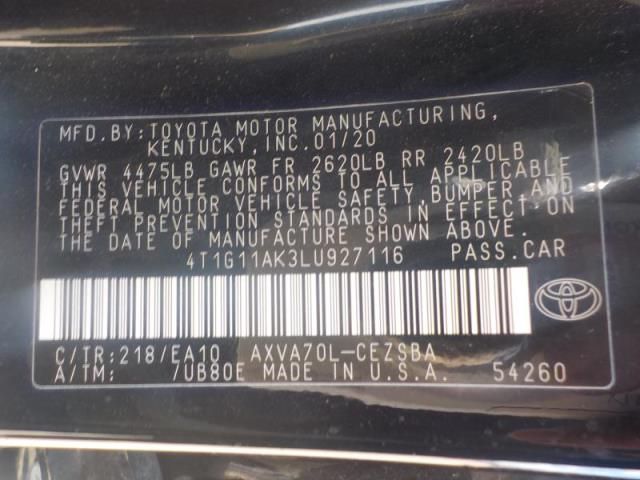 MFD. BY: TOYOTA MOTOR MANUFACTURING,
KENTUCKY, INC. 01/20
GVWR 4475LB GAWR FR 2620LB RR 2420LB
THIS VEHICLE CONFORMS TO ALL APPLICABLE
FEDERAL MOTOR VEHICLE SAFETY, BUMPER, AND
THEFT PREVENTION STANDARDS IN EFFECT ON
THE DATE OF MANUFACTURE SHOWN ABOVE.
4T1G11AK3LU927116 PASS. CAR
C/TR: 218/EA10 AXVA70L-CEZSBA
A/TM: /UB80E MADE IN U.S.A. 54260